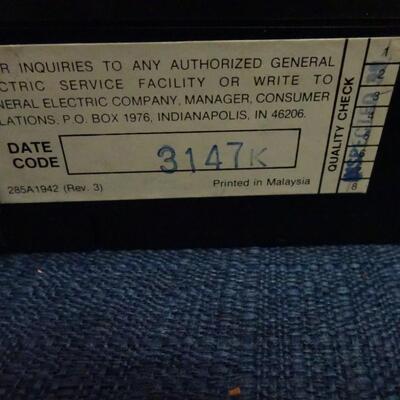 R INQUIRIES TO ANY AUTHORIZED GENERAL
CTRIC SERVICE FACILITY OR WRITE TO
NERAL ELECTRIC COMPANY, MANAGER, CONSUMER
LATIONS, P.O. BOX 1976, INDIANAPOLIS, IN 46206.
DATE
CODE
3147K
285A1942 (Rev. 3)
Printed in Malaysia
QUALITY CHECK
1
2
8